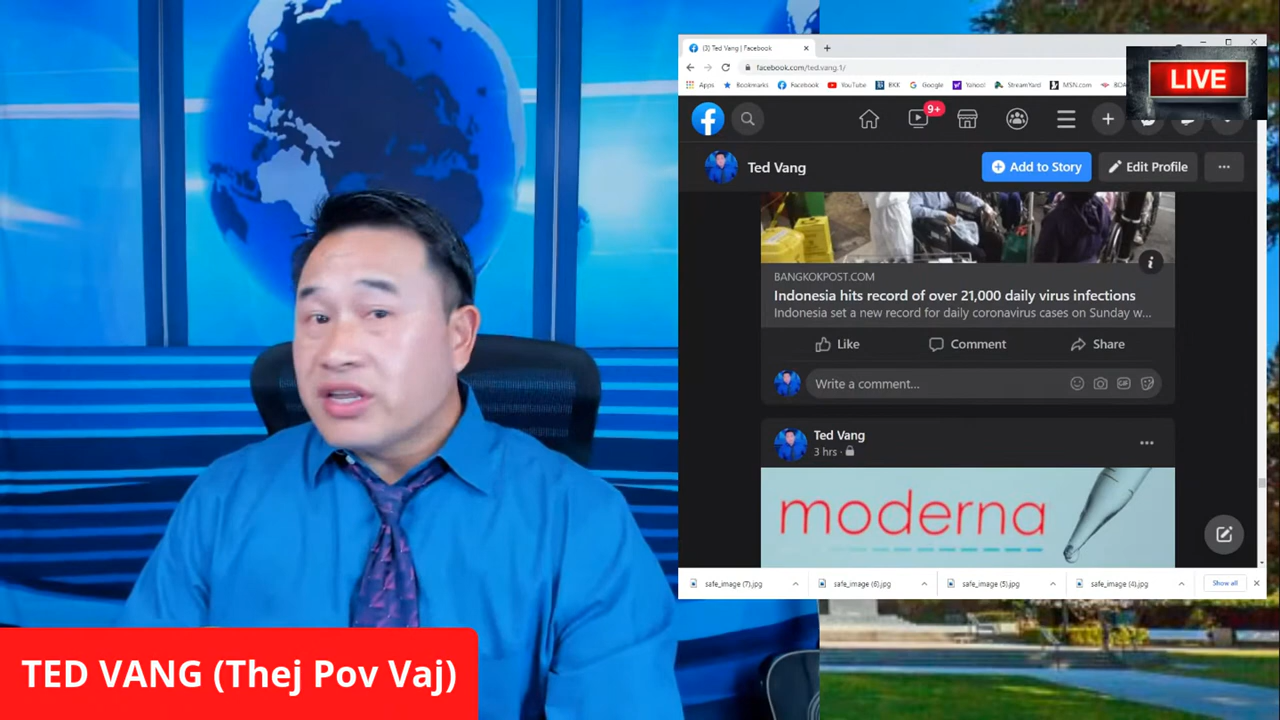 (3) Ted Vang | Facebook
facebook.com/ted.vang.1/
Apps Bookmarks Facebook YouTube BKK Google Yahoo! StreamYard MSN.com
LIVE
9+
Ted Vang
Add to Story
Edit Profile
BANGKOKPOST.COM
Indonesia hits record of over 21,000 daily virus infections
Indonesia set a new record for daily coronavirus cases on Sunday w...
Like Comment Share
Write a comment...
Ted Vang
3 hrs ·
moderna
safe_image (7).jpg safe_image (6).jpg safe_image (5).jpg safe_image (4).jpg Show all
TED VANG (Thej Pov Vaj)